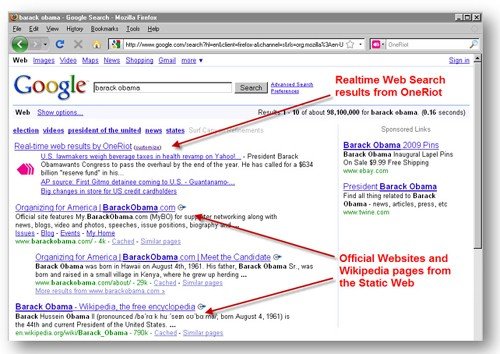 barack obama - Google Search - Mozilla Firefox
File Edit View History Bookmarks Tools Help
http://www.google.com/search?hl=en&client=firefox-a&channel=s&rls=org.mozilla%3Aen-U
OneRiot
Web Images Maps News Shopping Gmail more ▼
Sign in
Google
barack obama
Search
Advanced Search
Preferences
Realtime Web Search
results from OneRiot
Web Show options...
Results 1 - 10 of about 98,100,000 for barack obama. (0.16 seconds)
election videos president of the united news states Surf Canyon Refinements
Sponsored Links
Real-time web results by OneRiot (customize)
U.S. lawmakers weigh beverage taxes in health revamp on Yahoo!... - President Barack
Obamawants Congress to pass the overhaul by the end of the year. He has called for a $634
billion "reserve fund" in his...
AP source: First Gitmo detainee coming to U.S. - Guantanamo-...
Big changes in store for US credit cardholders
Barack Obama 2009 Pins
Barack Obama Inaugural Lapel Pins
On Sale $9.99 Free Shipping
www.ebay.com
President Barack Obama
Find all thing related to Barack
Obama - news, articles, press, etc
www.twine.com
Organizing for America | BarackObama.com
Official site features My.BarackObama.com (MyBO) for supporter networking along with
news, blogs, video and photos, speeches, issue positions, biography and ...
Issues - Blog - Events - My Home
www.barackobama.com/ - 4k - Cached - Similar pages
Organizing for America | BarackObama.com | Meet the Candidate
Barack Obama was born in Hawaii on August 4th, 1961. His father, Barack Obama Sr., was
born and raised in a small village in Kenya, where he grew up herding ...
www.barackobama.com/about/ - 29k - Cached - Similar pages
More results from www.barackobama.com »
Official Websites and
Wikipedia pages from
the Static Web
Barack Obama - Wikipedia, the free encyclopedia
Barack Hussein Obama II (pronounced /bəˈrɑːk huːˈseɪn oʊˈbɑːmə/, born August 4, 1961) is
the 44th and current President of the United States. ...
en.wikipedia.org/wiki/Barack_Obama - 790k - Cached - Similar pages